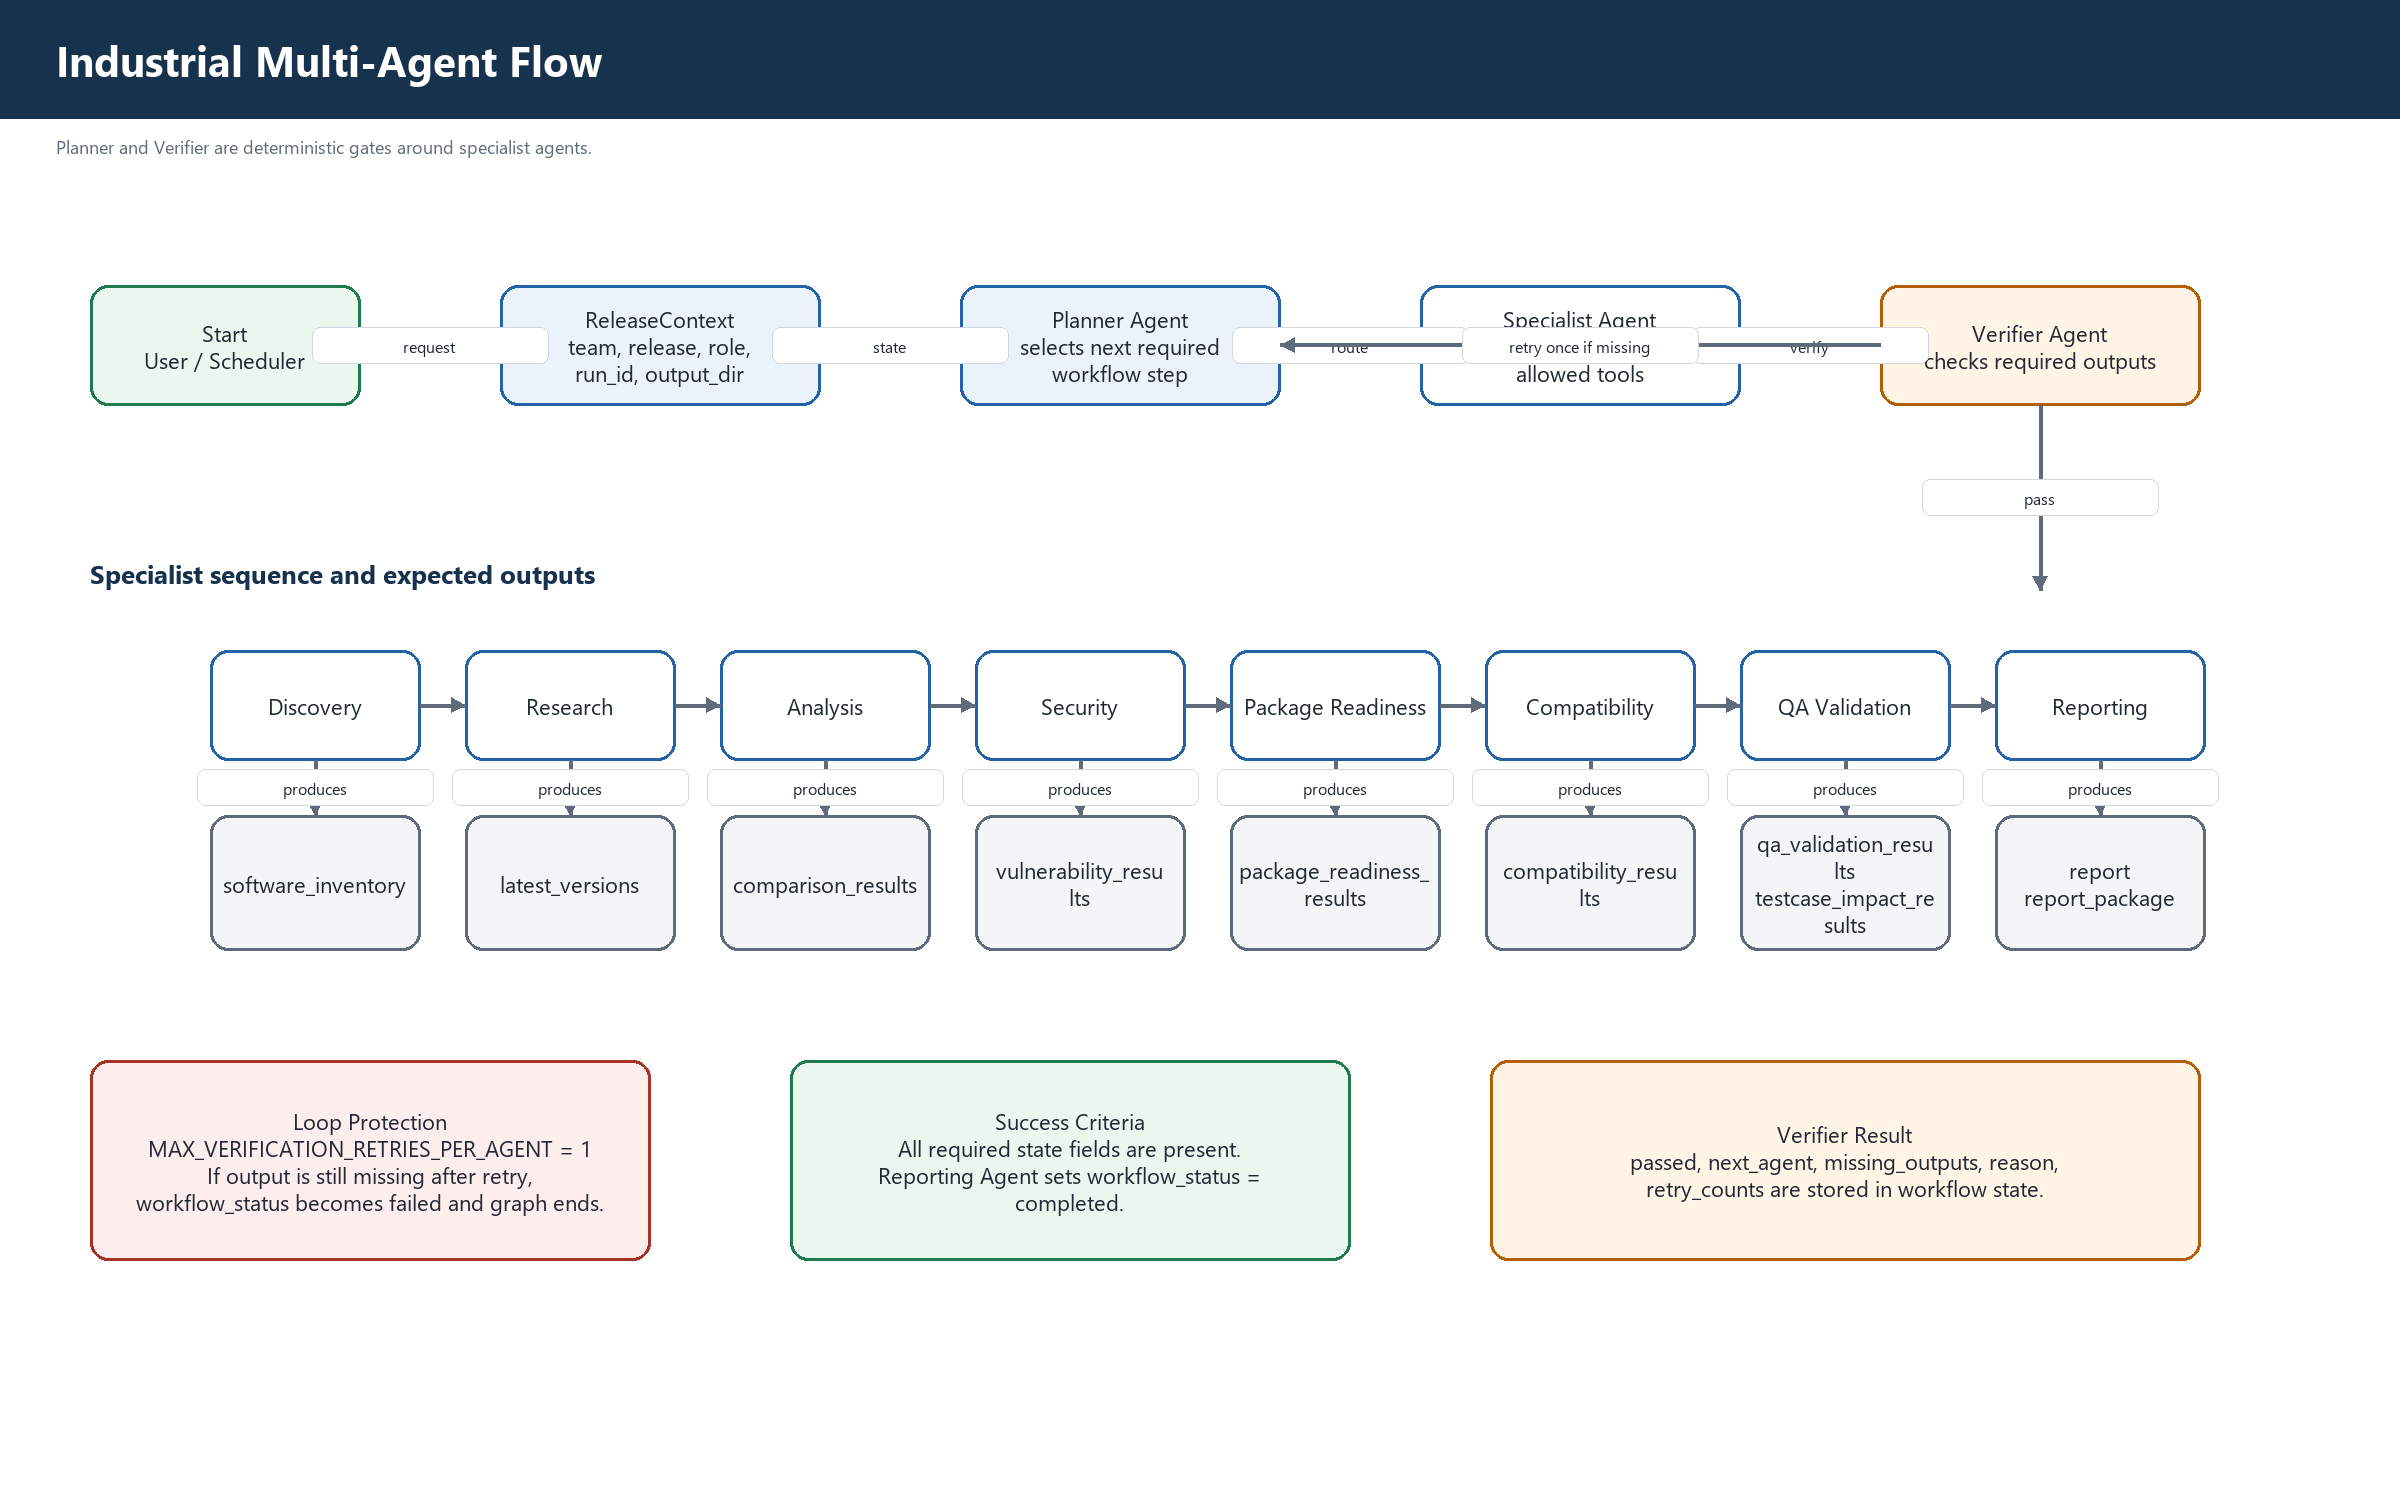 Industrial Multi-Agent Flow
Planner and Verifier are deterministic gates around specialist agents.
Start
User / Scheduler
request
ReleaseContext
team, release, role,
run_id, output_dir
state
Planner Agent
selects next required
workflow step
route
Specialist Agent
retry once if missing
allowed tools
verify
Verifier Agent
checks required outputs
pass
Specialist sequence and expected outputs
Discovery
Research
Analysis
Security
Package Readiness
Compatibility
QA Validation
Reporting
produces
produces
produces
produces
produces
produces
produces
produces
software_inventory
latest_versions
comparison_results
vulnerability_resu
lts
package_readiness_
results
compatibility_resu
lts
qa_validation_resu
lts
testcase_impact_re
sults
report
report_package
Loop Protection
MAX_VERIFICATION_RETRIES_PER_AGENT = 1
If output is still missing after retry,
workflow_status becomes failed and graph ends.
Success Criteria
All required state fields are present.
Reporting Agent sets workflow_status =
completed.
Verifier Result
passed, next_agent, missing_outputs, reason,
retry_counts are stored in workflow state.